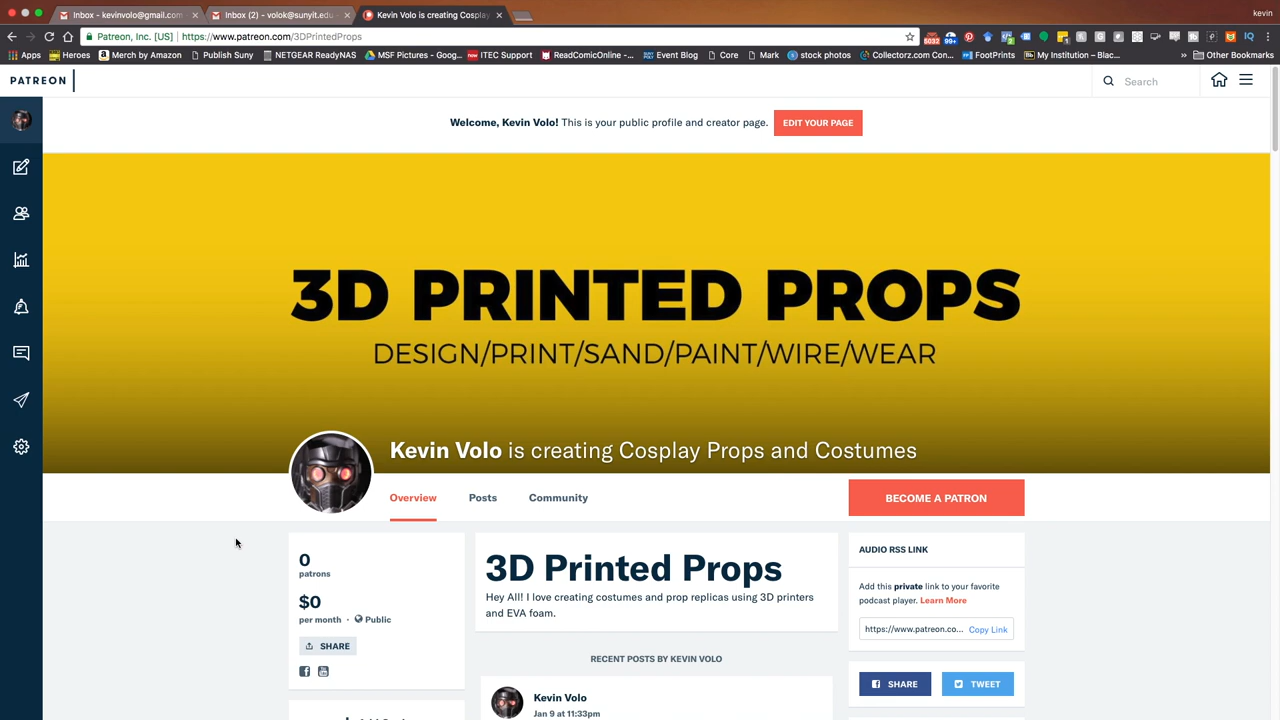 Inbox - kevinvolo@gmail.com
Inbox (2) - volok@sunyit.edu
Kevin Volo is creating Cosplay
kevin
Patreon, Inc. [US] https://www.patreon.com/3DPrintedProps
Apps Heroes Merch by Amazon Publish Suny NETGEAR ReadyNAS MSF Pictures - Goog... ITEC Support ReadComicOnline -... Event Blog Core Mark stock photos Collectorz.com Con... FootPrints My Institution – Blac... » Other Bookmarks
PATREON
Search
Welcome, Kevin Volo! This is your public profile and creator page. EDIT YOUR PAGE
3D PRINTED PROPS
DESIGN/PRINT/SAND/PAINT/WIRE/WEAR
Kevin Volo is creating Cosplay Props and Costumes
Overview Posts Community
BECOME A PATRON
0
patrons
$0
per month · Public
SHARE
3D Printed Props
Hey All! I love creating costumes and prop replicas using 3D printers
and EVA foam.
RECENT POSTS BY KEVIN VOLO
Kevin Volo
Jan 9 at 11:33pm
AUDIO RSS LINK
Add this private link to your favorite
podcast player. Learn More
https://www.patreon.co... Copy Link
SHARE TWEET